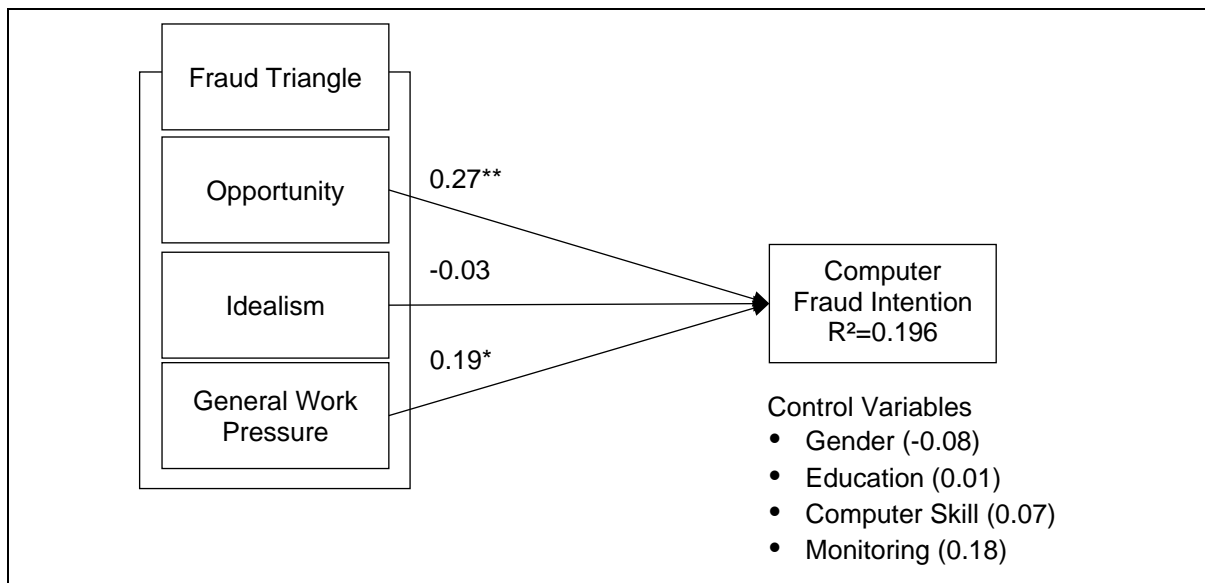 Fraud Triangle
Opportunity
0.27**
Idealism
-0.03
General Work
Pressure
0.19*
Computer
Fraud Intention
R²=0.196
Control Variables
• Gender (-0.08)
• Education (0.01)
• Computer Skill (0.07)
• Monitoring (0.18)